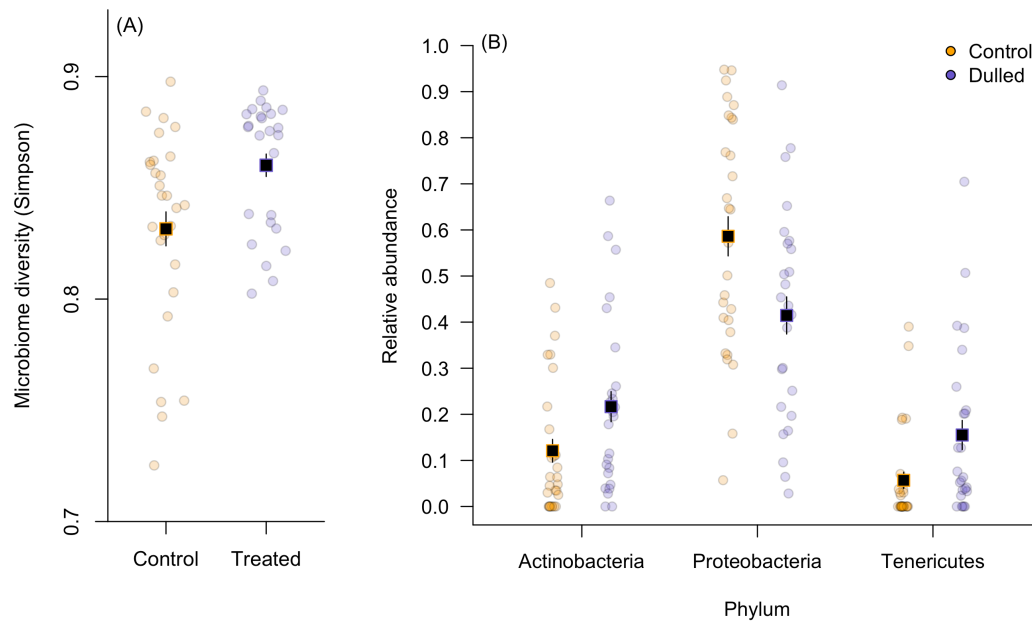 (A)
Microbiome diversity (Simpson)
0.9
0.8
0.7
Control Treated
(B)
Control
Dulled
Relative abundance
1.0
0.9
0.8
0.7
0.6
0.5
0.4
0.3
0.2
0.1
0.0
Actinobacteria Proteobacteria Tenericutes
Phylum